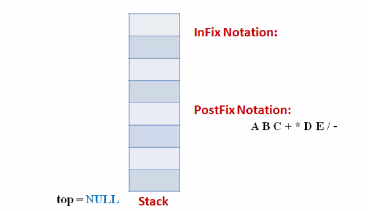 InFix Notation:
PostFix Notation:
A B C + * D E / -
top = NULL
Stack